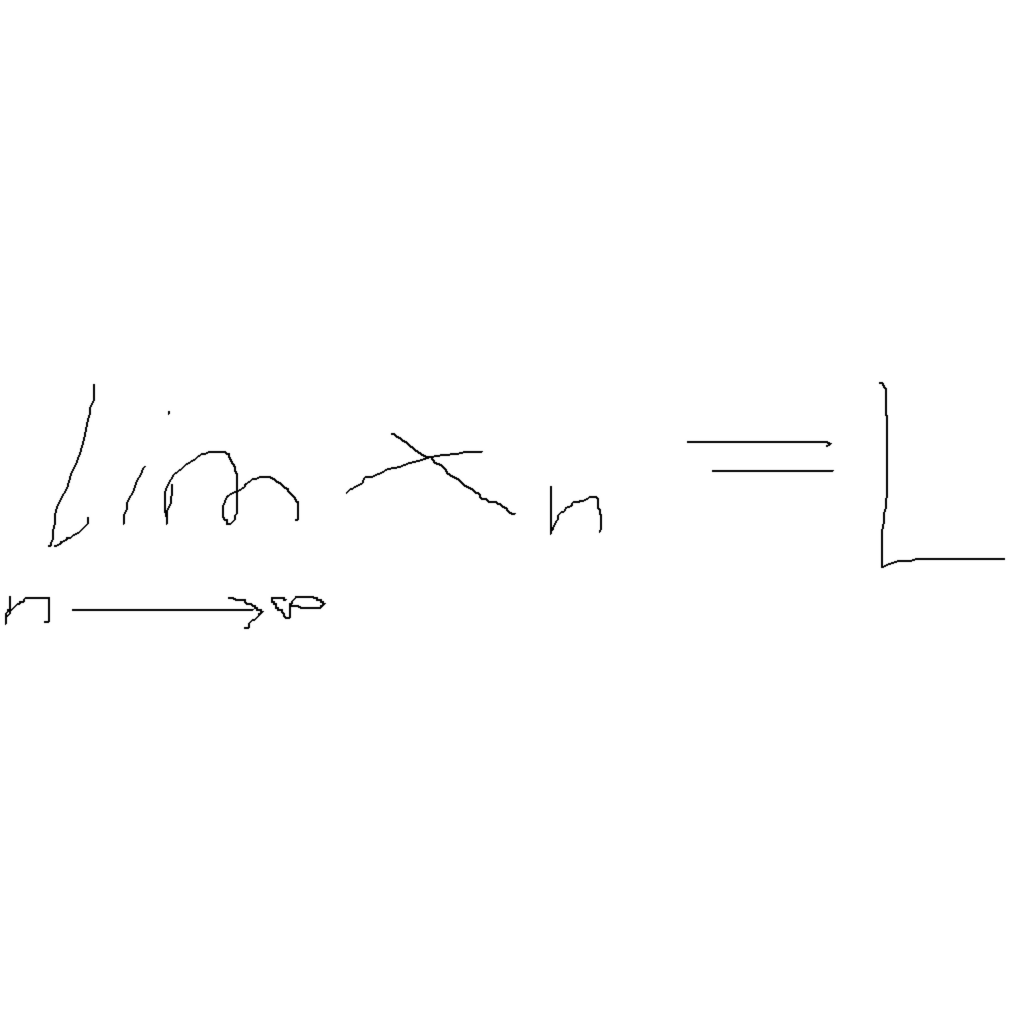 lim xₙ = L
n → ∞